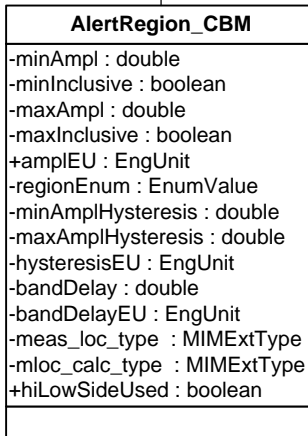 AlertRegion_CBM
-minAmpl : double
-minInclusive : boolean
-maxAmpl : double
-maxInclusive : boolean
+amplEU : EngUnit
-regionEnum : EnumValue
-minAmplHysteresis : double
-maxAmplHysteresis : double
-hysteresisEU : EngUnit
-bandDelay : double
-bandDelayEU : EngUnit
-meas_loc_type : MIMExtType
-mloc_calc_type : MIMExtType
+hiLowSideUsed : boolean